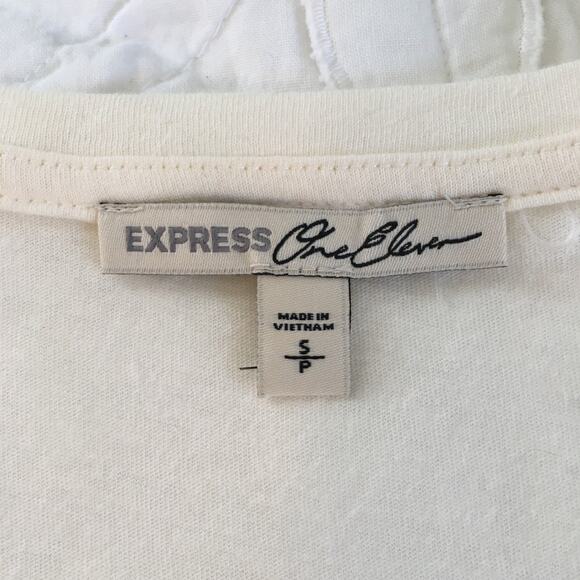 EXPRESS One Eleven
MADE IN
VIETNAM
S
P